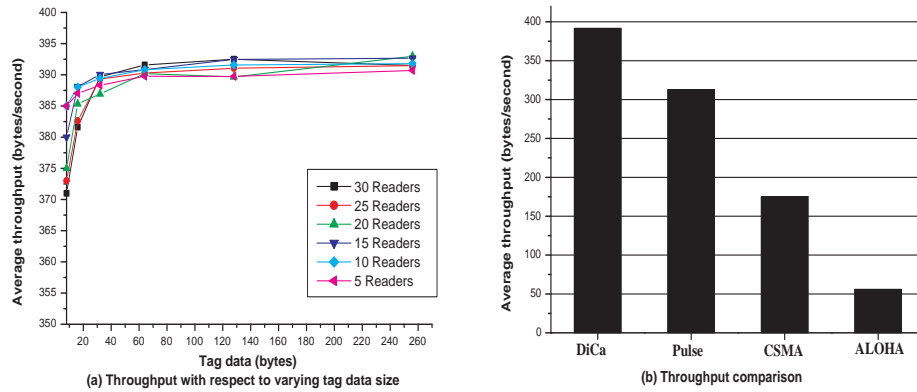 Average throughput (bytes/second)
400
395
390
385
380
375
370
365
360
355
350
30 Readers
25 Readers
20 Readers
15 Readers
10 Readers
5 Readers
20 40 60 80 100 120 140 160 180 200 220 240 260
Tag data (bytes)
(a) Throughput with respect to varying tag data size
Average throughput (bytes/second)
400
350
300
250
200
150
100
50
0
DiCa Pulse CSMA ALOHA
(b) Throughput comparison